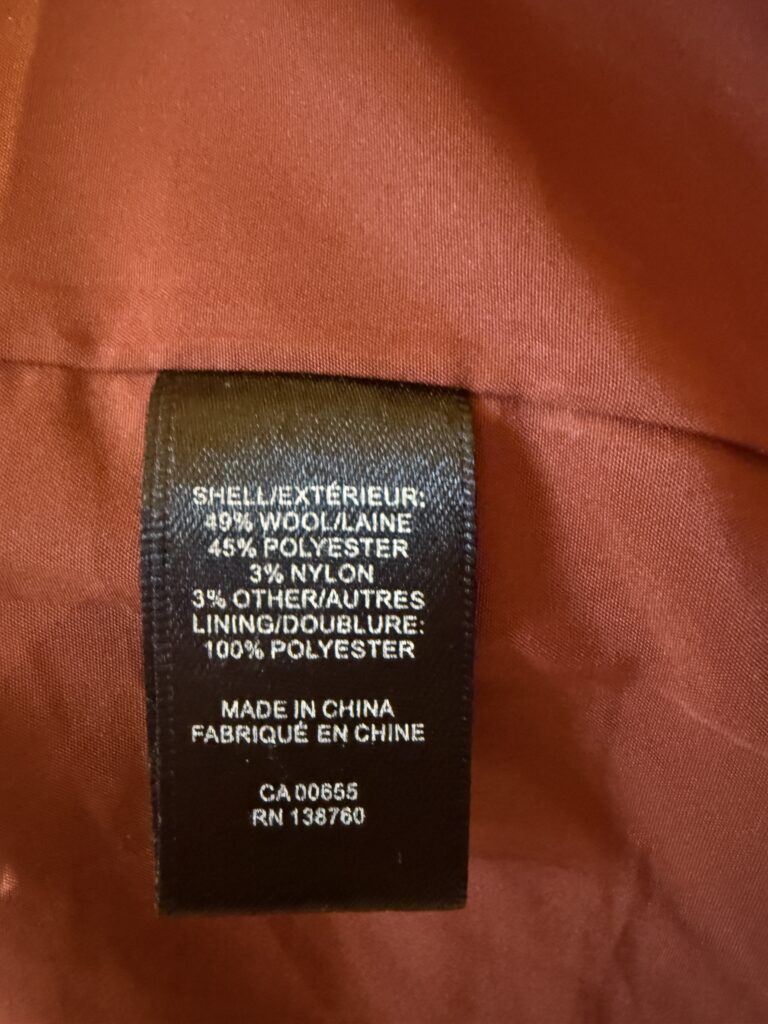 SHELL/EXTÉRIEUR:
49% WOOL/LAINE
45% POLYESTER
3% NYLON
3% OTHER/AUTRES
LINING/DOUBLURE:
100% POLYESTER
MADE IN CHINA
FABRIQUÉ EN CHINE
CA 00655
RN 138760